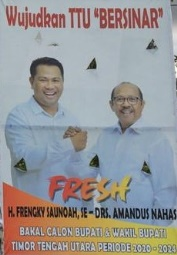 Wujudkan TTU "BERSINAR"
FRESH
H. FRENGKY SAUNOAH, SE - DRS. AMANDUS NAHAS
BAKAL CALON BUPATI & WAKIL BUPATI
TIMOR TENGAH UTARA PERIODE 2020 - 2025